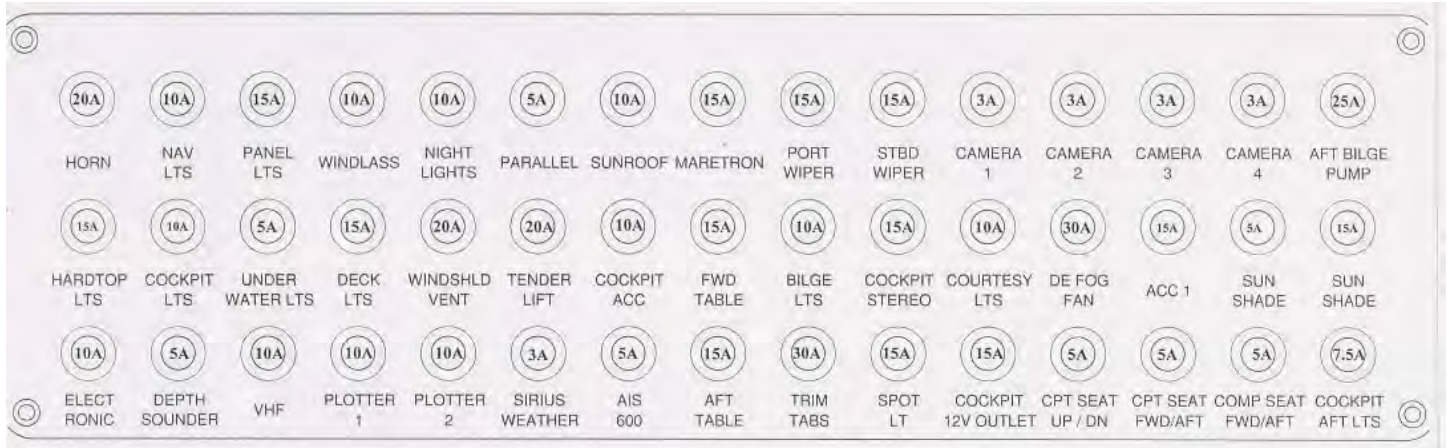 20A 10A 15A 10A 10A 5A 10A 15A 15A 15A 3A 3A 3A 3A 25A
HORN NAV LTS PANEL LTS WINDLASS NIGHT LIGHTS PARALLEL SUNROOF MARETRON PORT WIPER STBD WIPER CAMERA 1 CAMERA 2 CAMERA 3 CAMERA 4 AFT BILGE PUMP
15A 10A 5A 15A 20A 20A 10A 15A 10A 15A 10A 30A 15A 5A 15A
HARDTOP LTS COCKPIT LTS UNDER WATER LTS DECK LTS WINDSHLD VENT TENDER LIFT COCKPIT ACC FWD TABLE BILGE LTS COCKPIT STEREO COURTESY LTS DE FOG FAN ACC 1 SUN SHADE SUN SHADE
10A 5A 10A 10A 10A 3A 5A 15A 30A 15A 15A 5A 5A 5A 7.5A
ELECT RONIC DEPTH SOUNDER VHF PLOTTER 1 PLOTTER 2 SIRIUS WEATHER AIS 600 AFT TABLE TRIM TABS SPOT LT COCKPIT 12V OUTLET CPT SEAT UP / DN CPT SEAT FWD/AFT COMP SEAT FWD/AFT COCKPIT AFT LTS